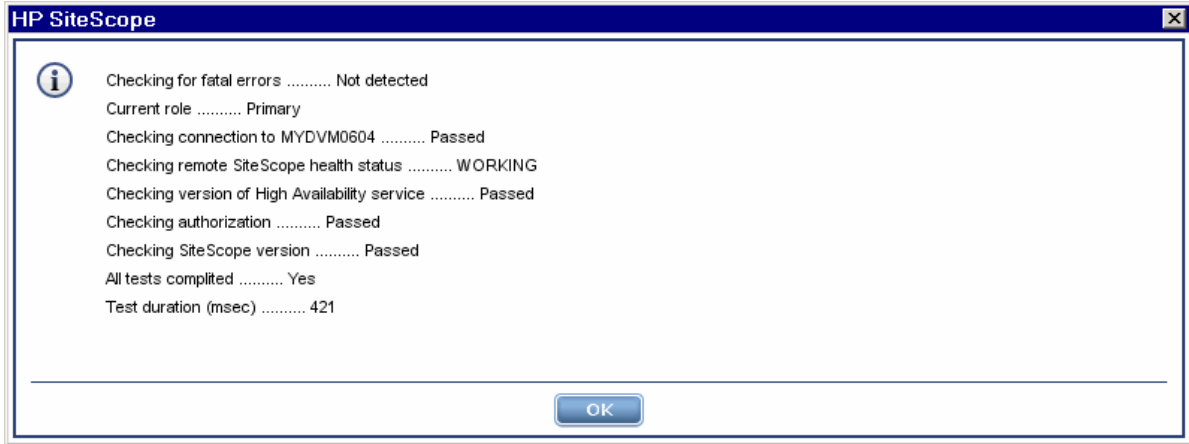 HP SiteScope
Checking for fatal errors .......... Not detected
Current role .......... Primary
Checking connection to MYDVM0604 .......... Passed
Checking remote SiteScope health status .......... WORKING
Checking version of High Availability service .......... Passed
Checking authorization .......... Passed
Checking SiteScope version .......... Passed
All tests complited .......... Yes
Test duration (msec) .......... 421
OK